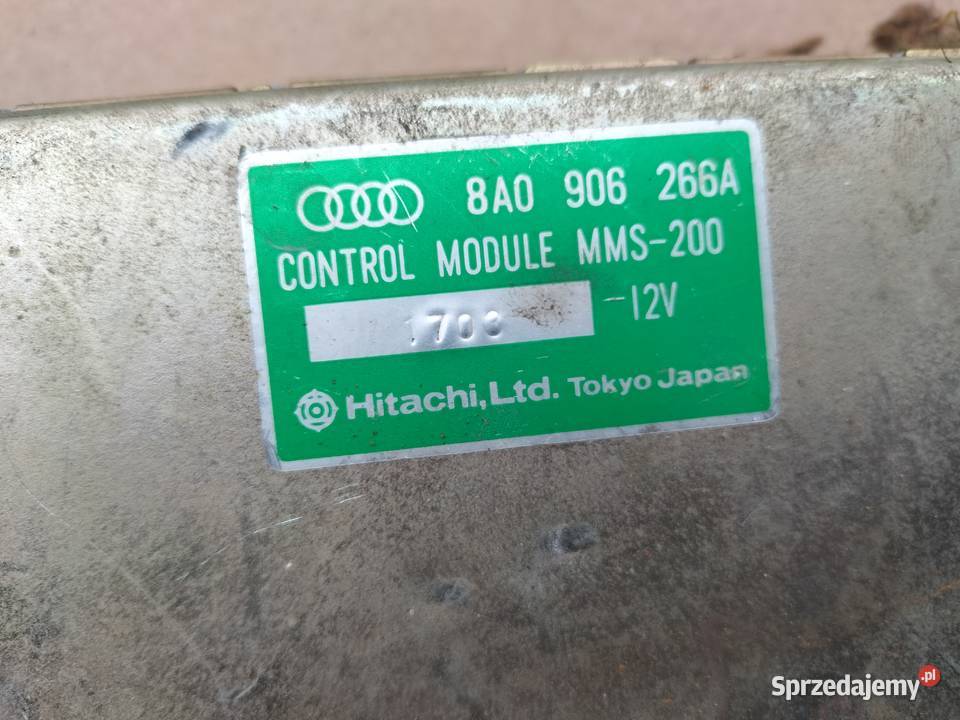 8A0 906 266A
CONTROL MODULE MMS-200
-12V
Hitachi, Ltd. Tokyo Japan
Sprzedajemy.pl